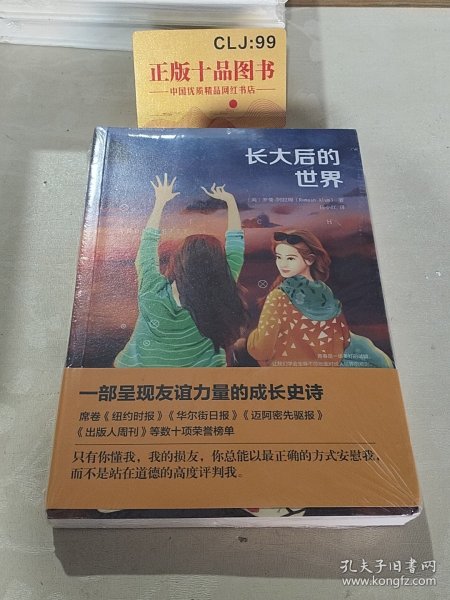 CLJ:99
正版十品图书
中国优质精品网红书店
长大后的
世界
一部呈现友谊力量的成长史诗
席卷《纽约时报》《华尔街日报》《迈阿密先驱报》
《出版人周刊》等数十项荣誉榜单
只有你懂我，我的损友，你总能以最正确的方式安慰我，
而不是站在道德的高度评判我。
孔夫子旧书网
www.kongfz.com